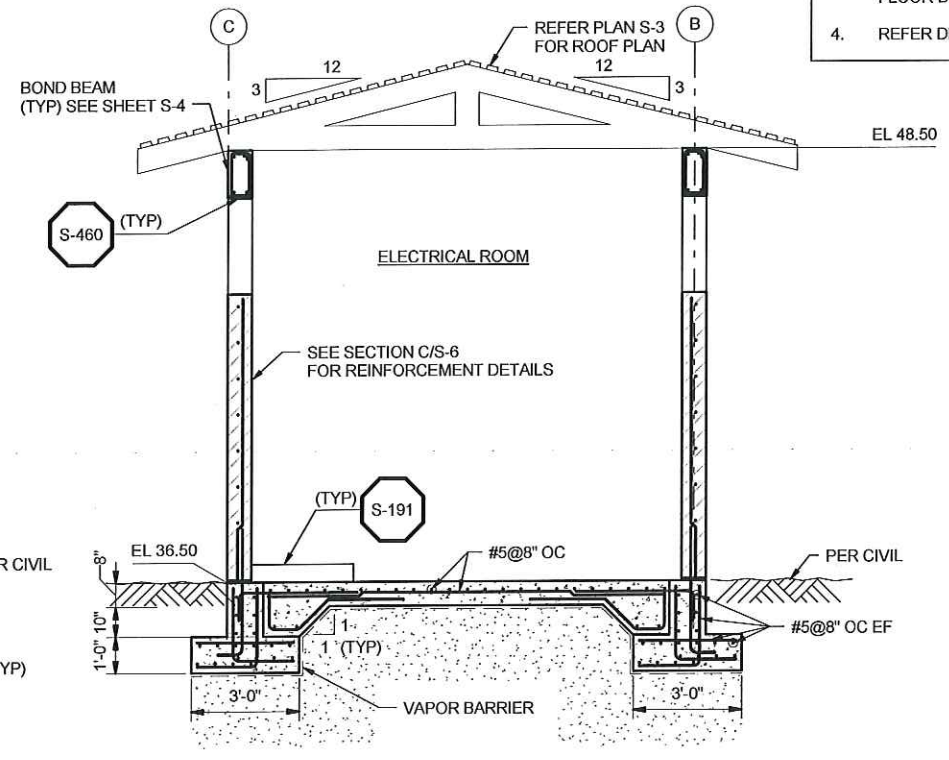 C
B
REFER PLAN S-3
FOR ROOF PLAN
4. REFER D
12
3
12
3
BOND BEAM
(TYP) SEE SHEET S-4
EL 48.50
S-460
(TYP)
ELECTRICAL ROOM
SEE SECTION C/S-6
FOR REINFORCEMENT DETAILS
(TYP)
S-191
R CIVIL
8"
EL 36.50
#5@8" OC
PER CIVIL
10"
1
1 (TYP)
#5@8" OC EF
1'-0"
YP)
3'-0"
VAPOR BARRIER
3'-0"